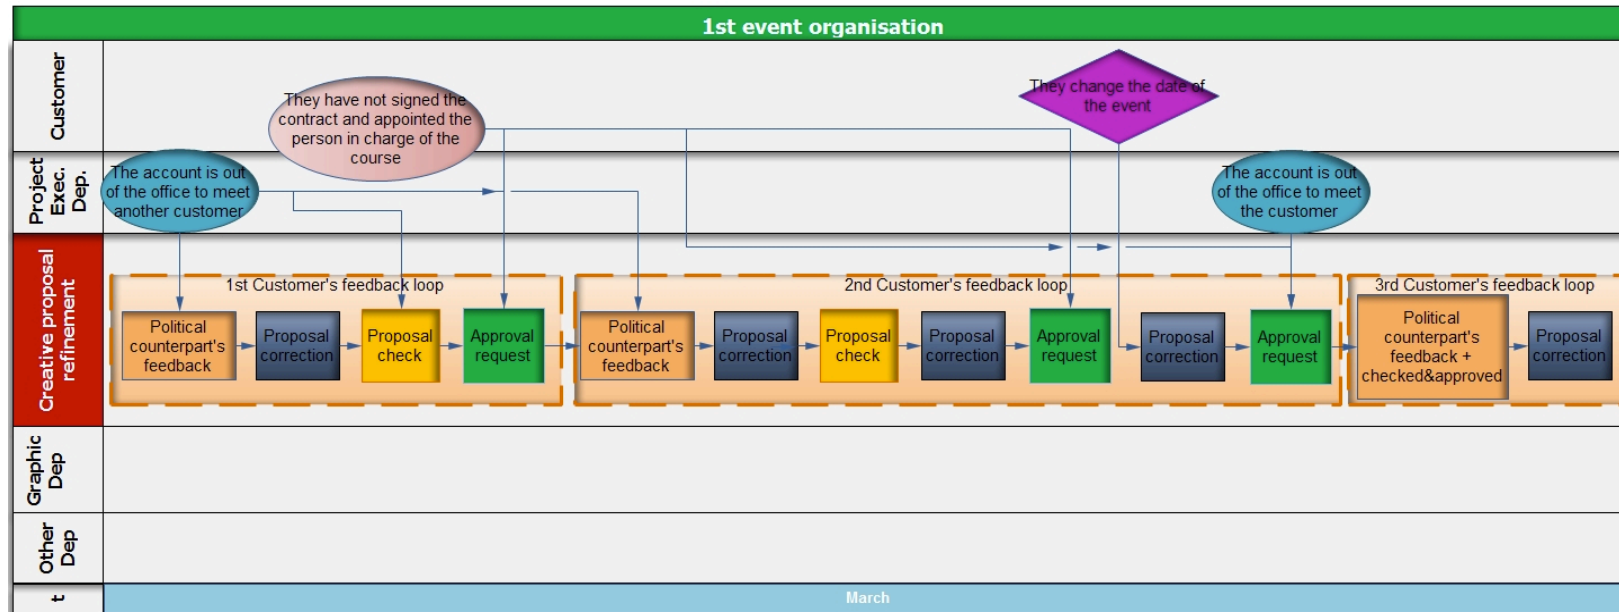 1st event organisation
Customer
They have not signed the
contract and appointed the
person in charge of the
course
They change the date of
the event
Project
Exec.
Dep.
The account is out
of the office to meet
another customer
The account is out
of the office to meet
the customer
Creative proposal
refinement
1st Customer's feedback loop
Political
counterpart's
feedback
Proposal
correction
Proposal
check
Approval
request
2nd Customer's feedback loop
Political
counterpart's
feedback
Proposal
correction
Proposal
check
Proposal
correction
Approval
request
Proposal
correction
Approval
request
3rd Customer's feedback loop
Political
counterpart's
feedback +
checked&approved
Proposal
correction
Graphic
Dep
Other
Dep
t
March